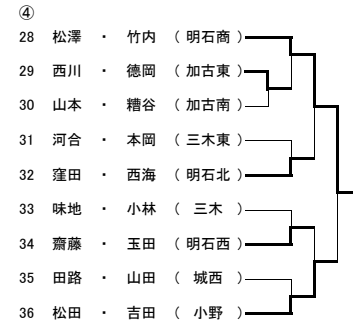 ④
28 松澤 ・ 竹内 （ 明石商 ）
29 西川 ・ 德岡 （ 加古東 ）
30 山本 ・ 糟谷 （ 加古南 ）
31 河合 ・ 本岡 （ 三木東 ）
32 窪田 ・ 西海 （ 明石北 ）
33 味地 ・ 小林 （ 三木 ）
34 齋藤 ・ 玉田 （ 明石西 ）
35 田路 ・ 山田 （ 城西 ）
36 松田 ・ 吉田 （ 小野 ）